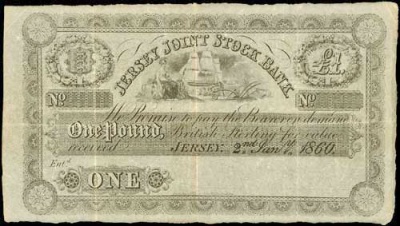 JERSEY JOINT STOCK BANK
£1
No No
We Promise to pay the Bearer on demand
One Pound, British Sterling for value
received JERSEY. 2nd Jany. 1860.
Entd.
ONE